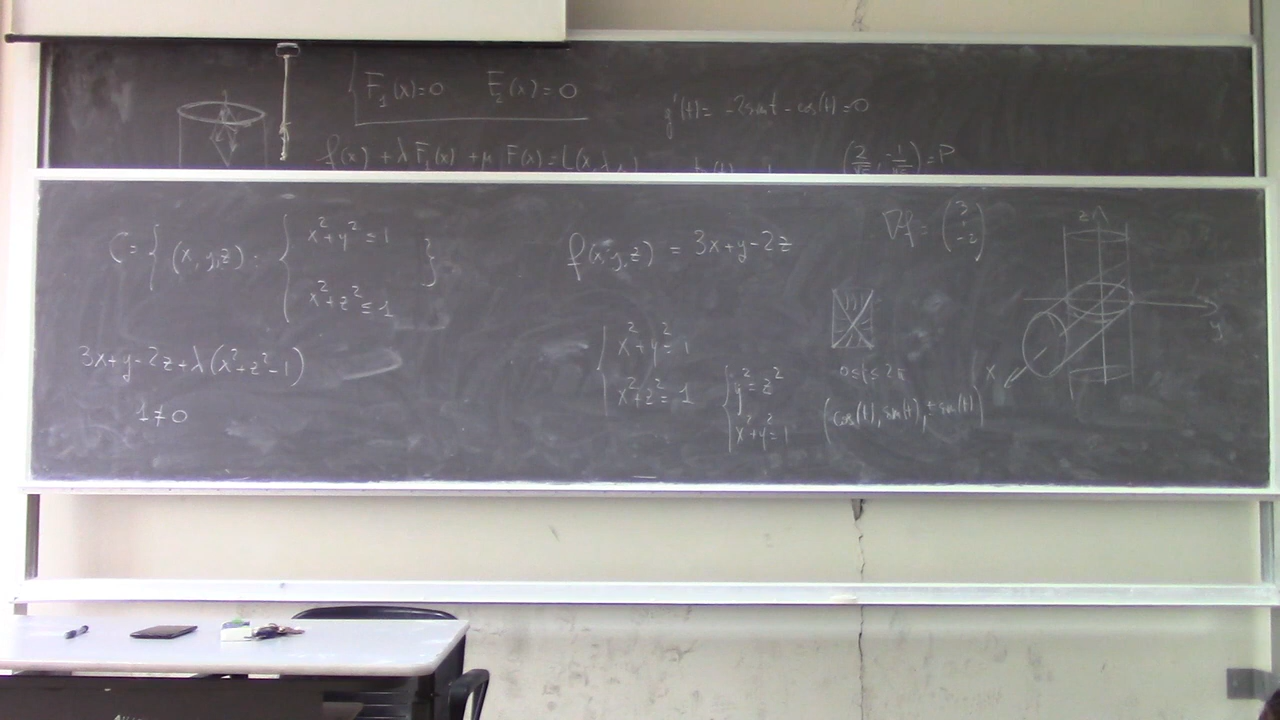 F₁(x)=0 F₂(x)=0
g'(t) = -2sint - cos(t) = 0
f(x) + λ F₁(x) + μ F(x) = L(x, λ,
(2/√5, -1/√5) = P
C = { (x, y, z) : { x²+y² ≤ 1
x²+z² ≤ 1 }
3x+y-2z+λ(x²+z²-1)
1≠0
f(x, y, z) = 3x+y-2z
∇f = (3 1 -2)
{ x²+y²=1
x²+z²=1
{ y²=z²
x²+y²=1
0≤t≤2π
(cos(t), sin(t), ±sin(t))
z
y
x